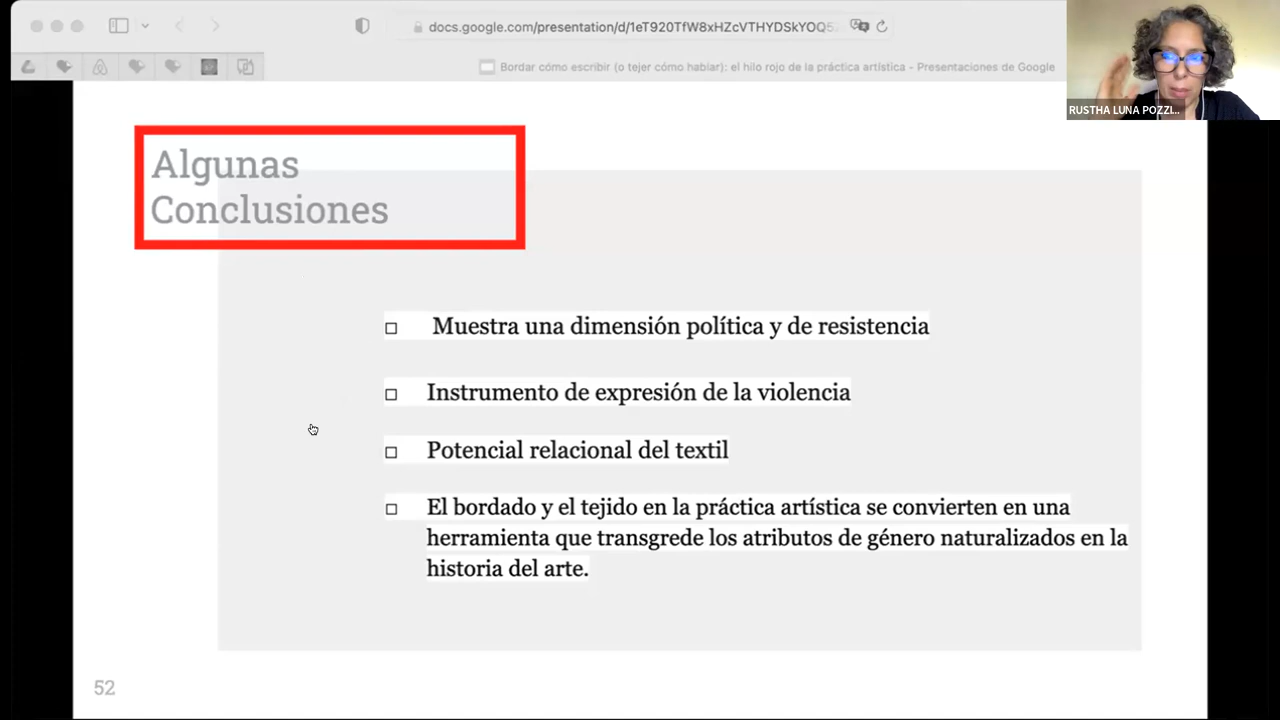 docs.google.com/presentation/d/1eT920TfW8xHZcVTHYDSkYOQ5
Bordar cómo escribir (o tejer cómo hablar): el hilo rojo de la práctica artística - Presentaciones de Google
RUSTHA LUNA POZZI...
Algunas
Conclusiones
Muestra una dimensión política y de resistencia
Instrumento de expresión de la violencia
Potencial relacional del textil
El bordado y el tejido en la práctica artística se convierten en una
herramienta que transgrede los atributos de género naturalizados en la
historia del arte.
52